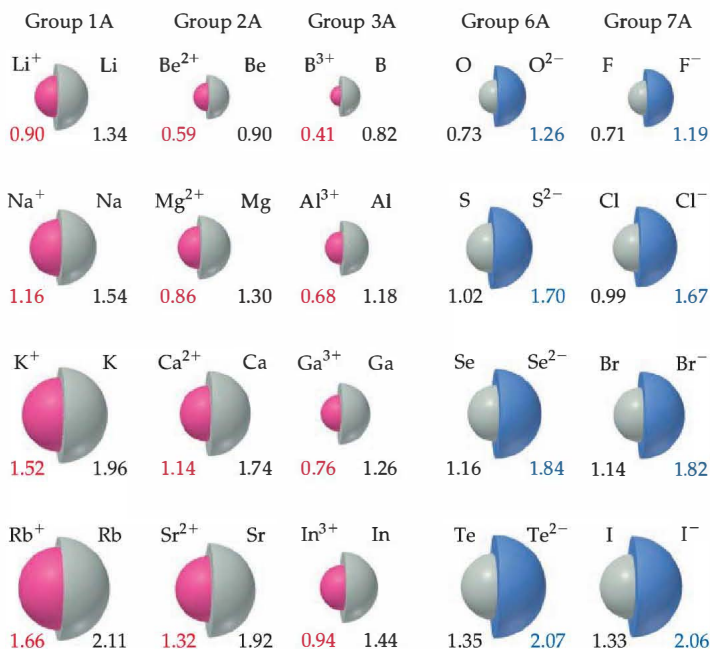 Group 1A Group 2A Group 3A Group 6A Group 7A
Li⁺ Li Be²⁺ Be B³⁺ B O O²⁻ F F⁻
0.90 1.34 0.59 0.90 0.41 0.82 0.73 1.26 0.71 1.19
Na⁺ Na Mg²⁺ Mg Al³⁺ Al S S²⁻ Cl Cl⁻
1.16 1.54 0.86 1.30 0.68 1.18 1.02 1.70 0.99 1.67
K⁺ K Ca²⁺ Ca Ga³⁺ Ga Se Se²⁻ Br Br⁻
1.52 1.96 1.14 1.74 0.76 1.26 1.16 1.84 1.14 1.82
Rb⁺ Rb Sr²⁺ Sr In³⁺ In Te Te²⁻ I I⁻
1.66 2.11 1.32 1.92 0.94 1.44 1.35 2.07 1.33 2.06